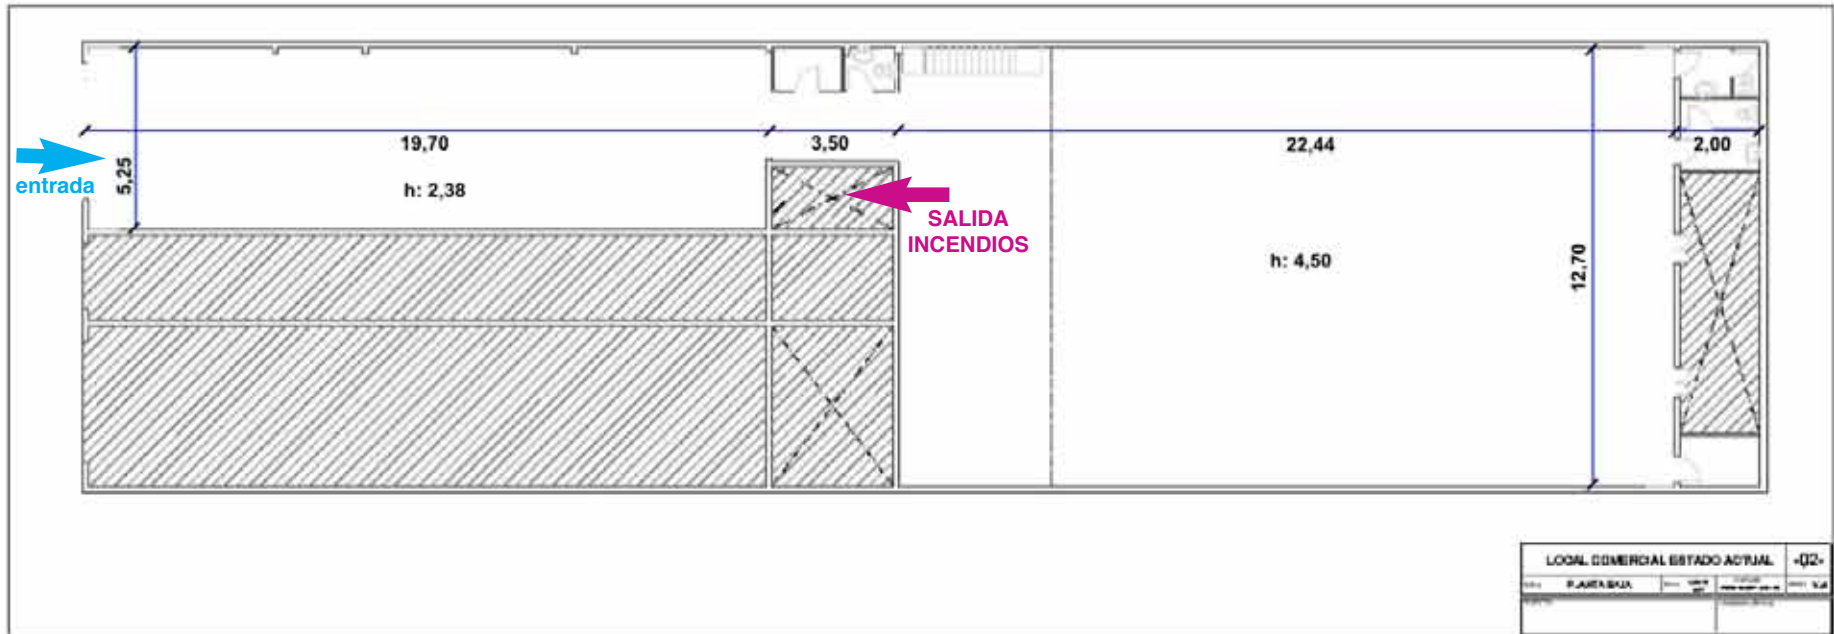 19,70
3,50
22,44
2,00
entrada
5,25
h: 2,38
SALIDA
INCENDIOS
h: 4,50
12,70
LOCAL COMERCIAL ESTADO ACTUAL -02-
PLANTA BAJA